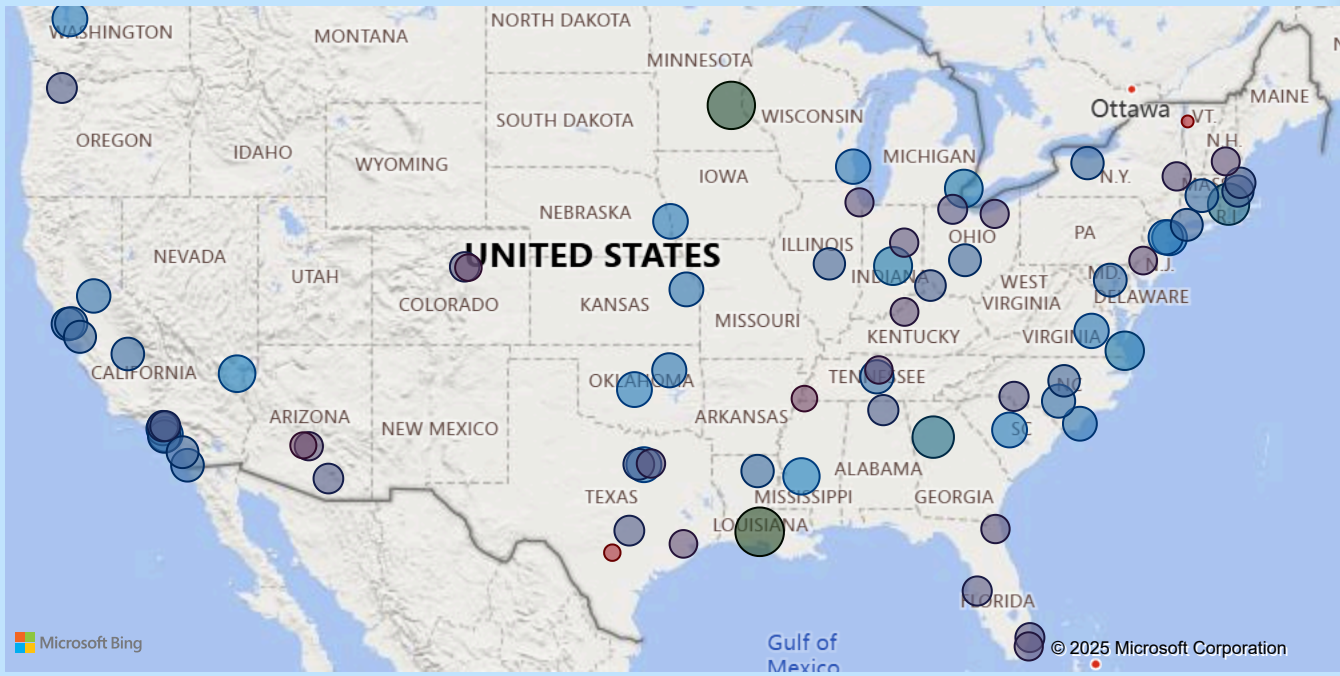 NORTH DAKOTA
WASHINGTON
MONTANA
MINNESOTA
MAINE
Ottawa
SOUTH DAKOTA
WISCONSIN
VT.
OREGON
N.H.
IDAHO
WYOMING
MICHIGAN
IOWA
N.Y.
MASS
NEBRASKA
R.I.
ILLINOIS
OHIO
PA
NEVADA
UNITED STATES
UTAH
INDIANA
N.J.
MD.
COLORADO
KANSAS
WEST
VIRGINIA
DELAWARE
MISSOURI
KENTUCKY
VIRGINIA
CALIFORNIA
OKLAHOMA
TENNESSEE
NC
ARIZONA
NEW MEXICO
ARKANSAS
SC
ALABAMA
TEXAS
MISSISSIPPI
GEORGIA
LOUISIANA
FLORIDA
Microsoft Bing
Gulf of
Mexico
© 2025 Microsoft Corporation